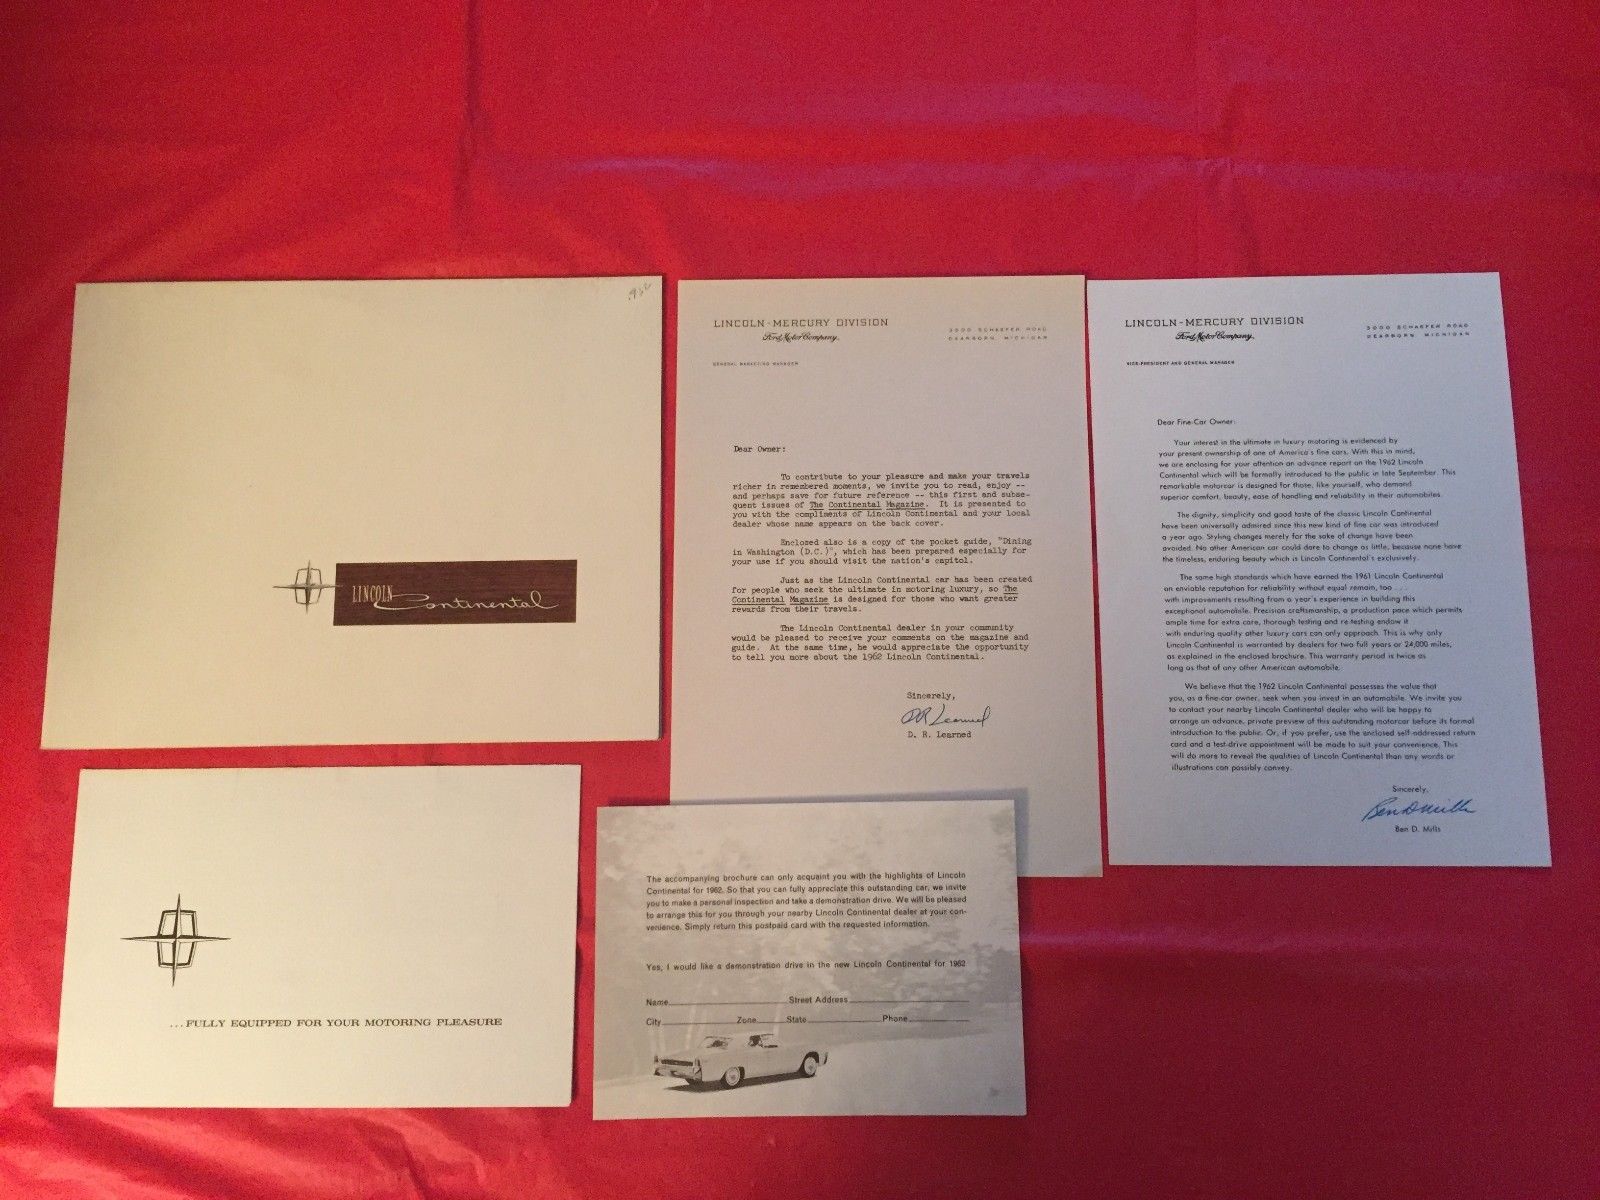 LINCOLN Continental
LINCOLN-MERCURY DIVISION
Ford Motor Company,
3000 SCHAEFER ROAD
DEARBORN, MICHIGAN
GENERAL MARKETING MANAGER
Dear Owner:
To contribute to your pleasure and make your travels
richer in remembered moments, we invite you to read, enjoy --
and perhaps save for future reference -- this first and subse-
quent issues of The Continental Magazine. It is presented to
you with the compliments of Lincoln Continental and your local
dealer whose name appears on the back cover.
Enclosed also is a copy of the pocket guide, "Dining
in Washington (D.C.)", which has been prepared especially for
your use if you should visit the nation's capitol.
Just as the Lincoln Continental car has been created
for people who seek the ultimate in motoring luxury, so The
Continental Magazine is designed for those who want greater
rewards from their travels.
The Lincoln Continental dealer in your community
would be pleased to receive your comments on the magazine and
guide. At the same time, he would appreciate the opportunity
to tell you more about the 1962 Lincoln Continental.
Sincerely,
DR Learned
D. R. Learned
LINCOLN-MERCURY DIVISION
Ford Motor Company,
3000 SCHAEFER ROAD
DEARBORN, MICHIGAN
VICE-PRESIDENT AND GENERAL MANAGER
Dear Fine-Car Owner:
Your interest in the ultimate in luxury motoring is evidenced by
your present ownership of one of America's fine cars. With this in mind,
we are enclosing for your attention an advance report on the 1962 Lincoln
Continental which will be formally introduced to the public in late September. This
remarkable motorcar is designed for those, like yourself, who demand
superior comfort, beauty, ease of handling and reliability in their automobiles.
The dignity, simplicity and good taste of the classic Lincoln Continental
have been universally admired since this new kind of fine car was introduced
a year ago. Styling changes merely for the sake of change have been
avoided. No other American car could dare to change as little, because none have
the timeless, enduring beauty which is Lincoln Continental's exclusively.
The same high standards which have earned the 1961 Lincoln Continental
an enviable reputation for reliability without equal remain, too . . .
with improvements resulting from a year's experience in building this
exceptional automobile. Precision craftsmanship, a production pace which permits
ample time for extra care, thorough testing and re-testing endow it
with enduring quality other luxury cars can only approach. This is why only
Lincoln Continental is warranted by dealers for two full years or 24,000 miles,
as explained in the enclosed brochure. This warranty period is twice as
long as that of any other American automobile.
We believe that the 1962 Lincoln Continental possesses the value that
you, as a fine-car owner, seek when you invest in an automobile. We invite you
to contact your nearby Lincoln Continental dealer who will be happy to
arrange an advance, private preview of this outstanding motorcar before its formal
introduction to the public. Or, if you prefer, use the enclosed self-addressed return
card and a test-drive appointment will be made to suit your convenience. This
will do more to reveal the qualities of Lincoln Continental than any words or
illustrations can possibly convey.
Sincerely,
Ben D Mills
Ben D. Mills
...FULLY EQUIPPED FOR YOUR MOTORING PLEASURE
The accompanying brochure can only acquaint you with the highlights of Lincoln
Continental for 1962. So that you can fully appreciate this outstanding car, we invite
you to make a personal inspection and take a demonstration drive. We will be pleased
to arrange this for you through your nearby Lincoln Continental dealer at your con-
venience. Simply return this postpaid card with the requested information.
Yes, I would like a demonstration drive in the new Lincoln Continental for 1962
Name Street Address
City Zone State Phone